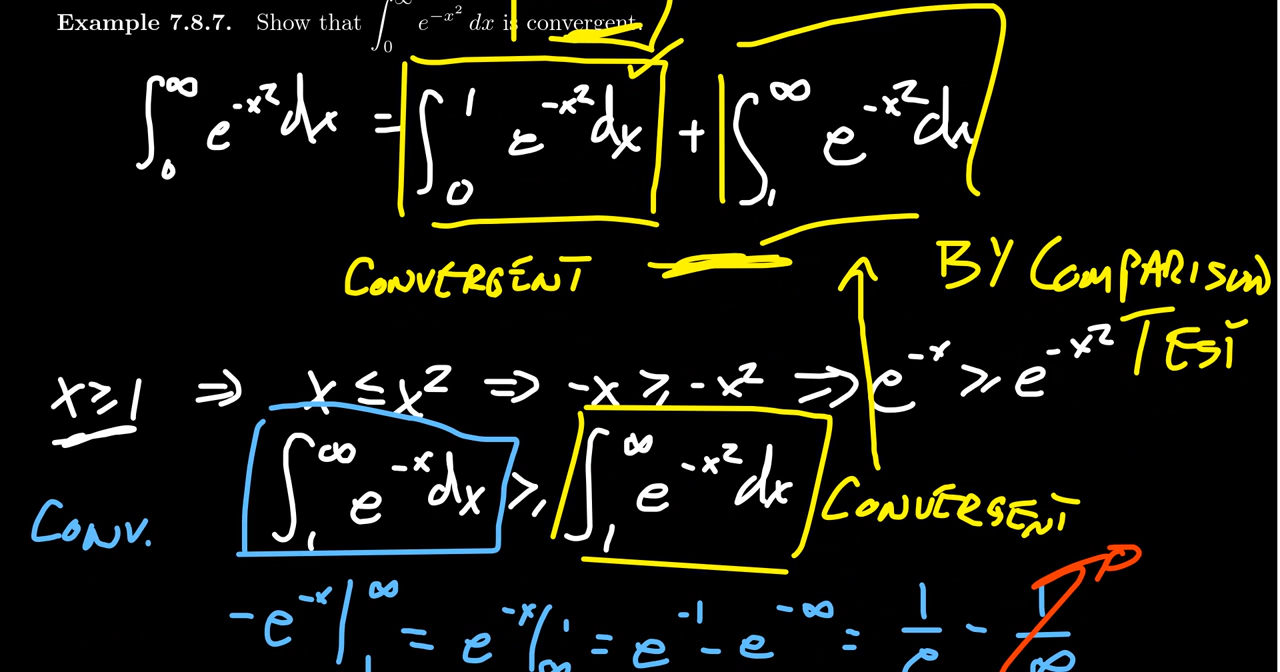 Example 7.8.7. Show that ∫₀^∞ e^{-x²} dx is convergent.
∫₀^∞ e^{-x²}dx = ∫₀^1 e^{-x²}dx + ∫₁^∞ e^{-x²}dx
CONVERGENT
BY COMPARISON
TEST
x ≥ 1 ⇒ x ≤ x² ⇒ -x ≥ -x² ⇒ e^{-x} ≥ e^{-x²}
CONV. ∫₁^∞ e^{-x}dx ≥ ∫₁^∞ e^{-x²}dx CONVERGENT
-e^{-x}|₁^∞ = e^{-x}|_∞^1 = e^{-1} - e^{-∞} = 1/e - 1/∞